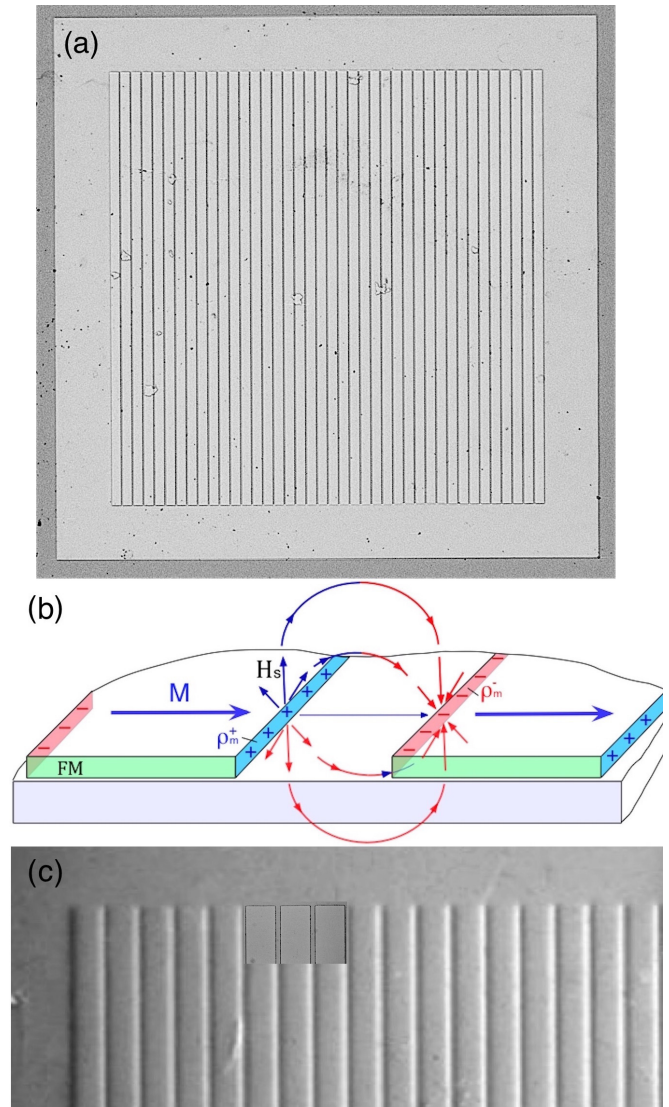 (a)
(b)
Hs
M
+ + + + + +
− − − − − −
ρm+
ρm-
− − −
+ + +
FM
(c)